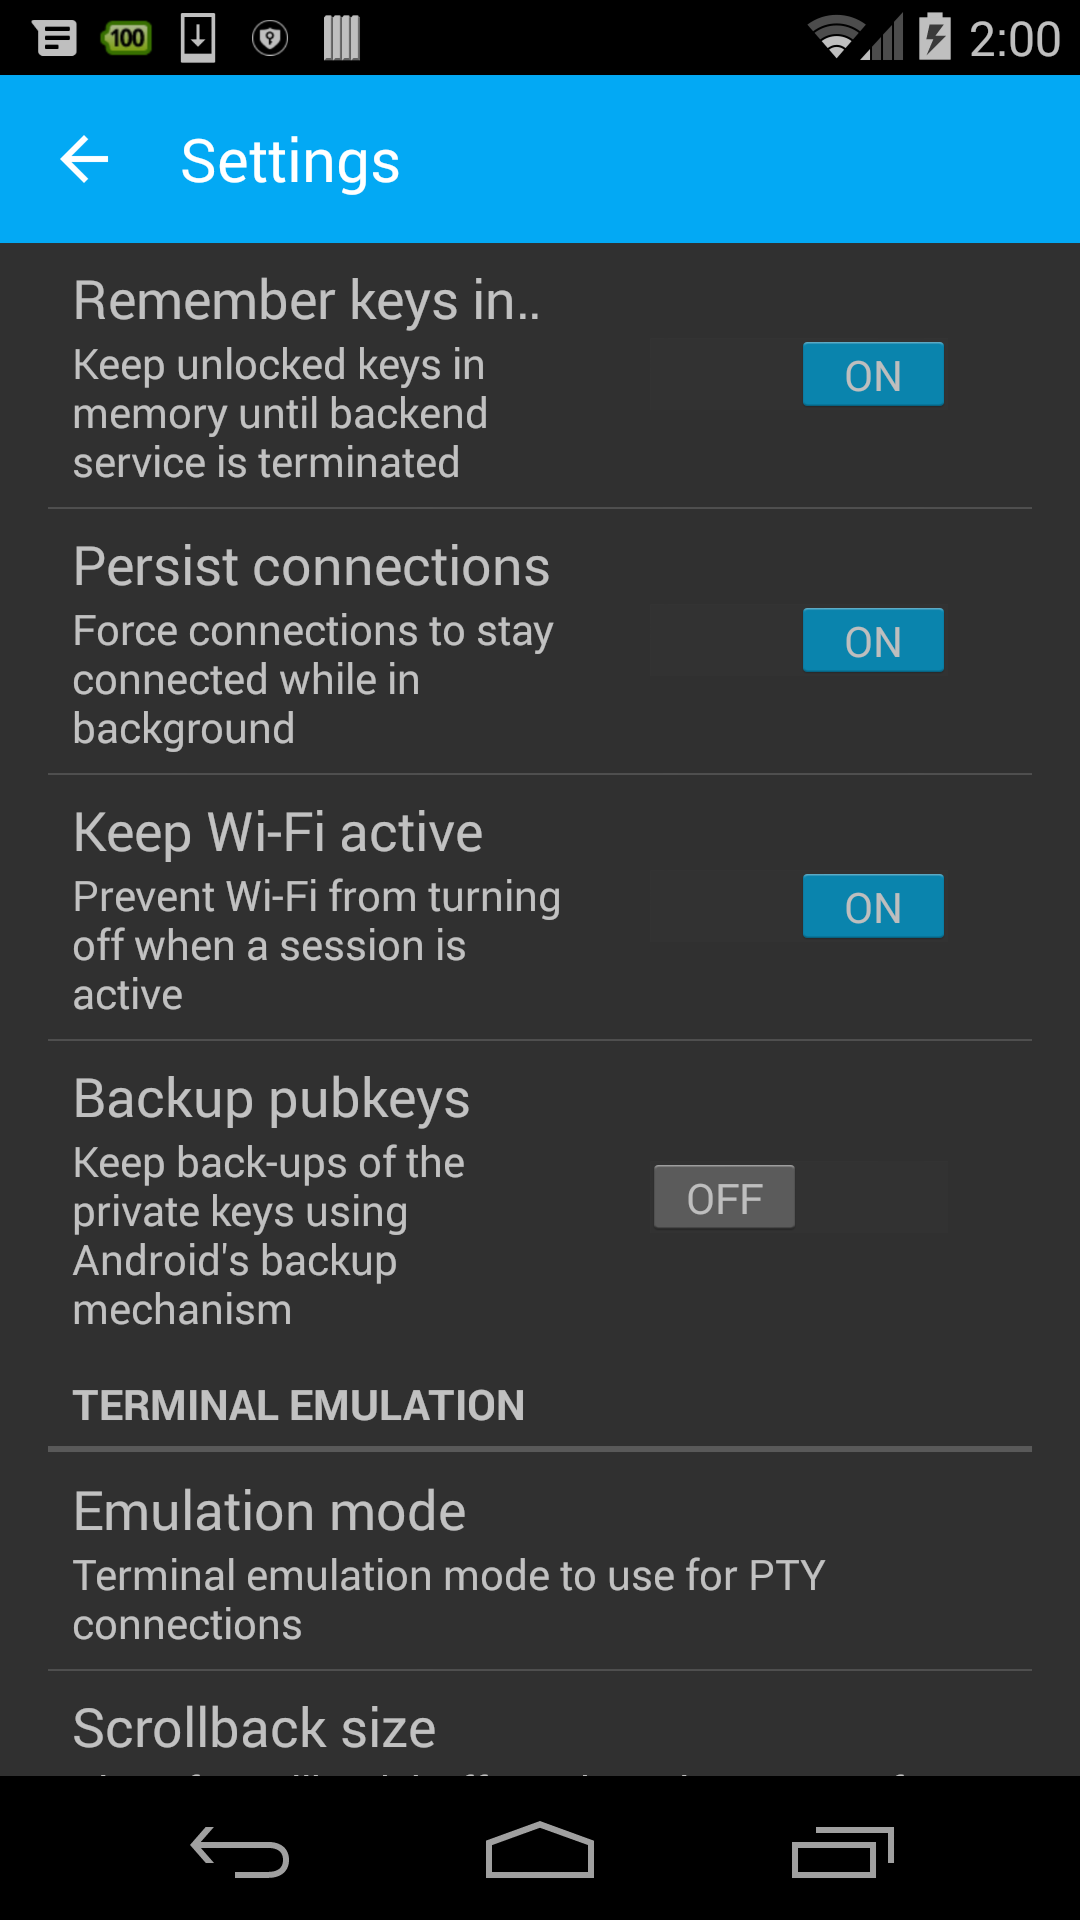 100
2:00
Settings
Remember keys in..
Keep unlocked keys in
memory until backend
service is terminated
ON
Persist connections
Force connections to stay
connected while in
background
ON
Keep Wi-Fi active
Prevent Wi-Fi from turning
off when a session is
active
ON
Backup pubkeys
Keep back-ups of the
private keys using
Android's backup
mechanism
OFF
TERMINAL EMULATION
Emulation mode
Terminal emulation mode to use for PTY
connections
Scrollback size